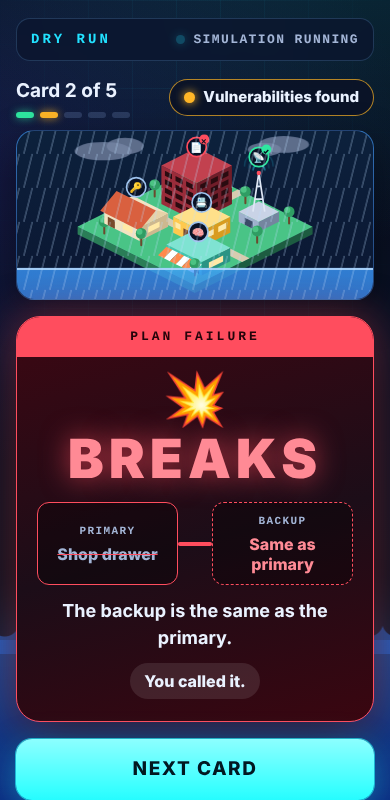 DRY RUN
SIMULATION RUNNING
Card 2 of 5
Vulnerabilities found
PLAN FAILURE
BREAKS
PRIMARY
Shop drawer
BACKUP
Same as
primary
The backup is the same as the
primary.
You called it.
NEXT CARD